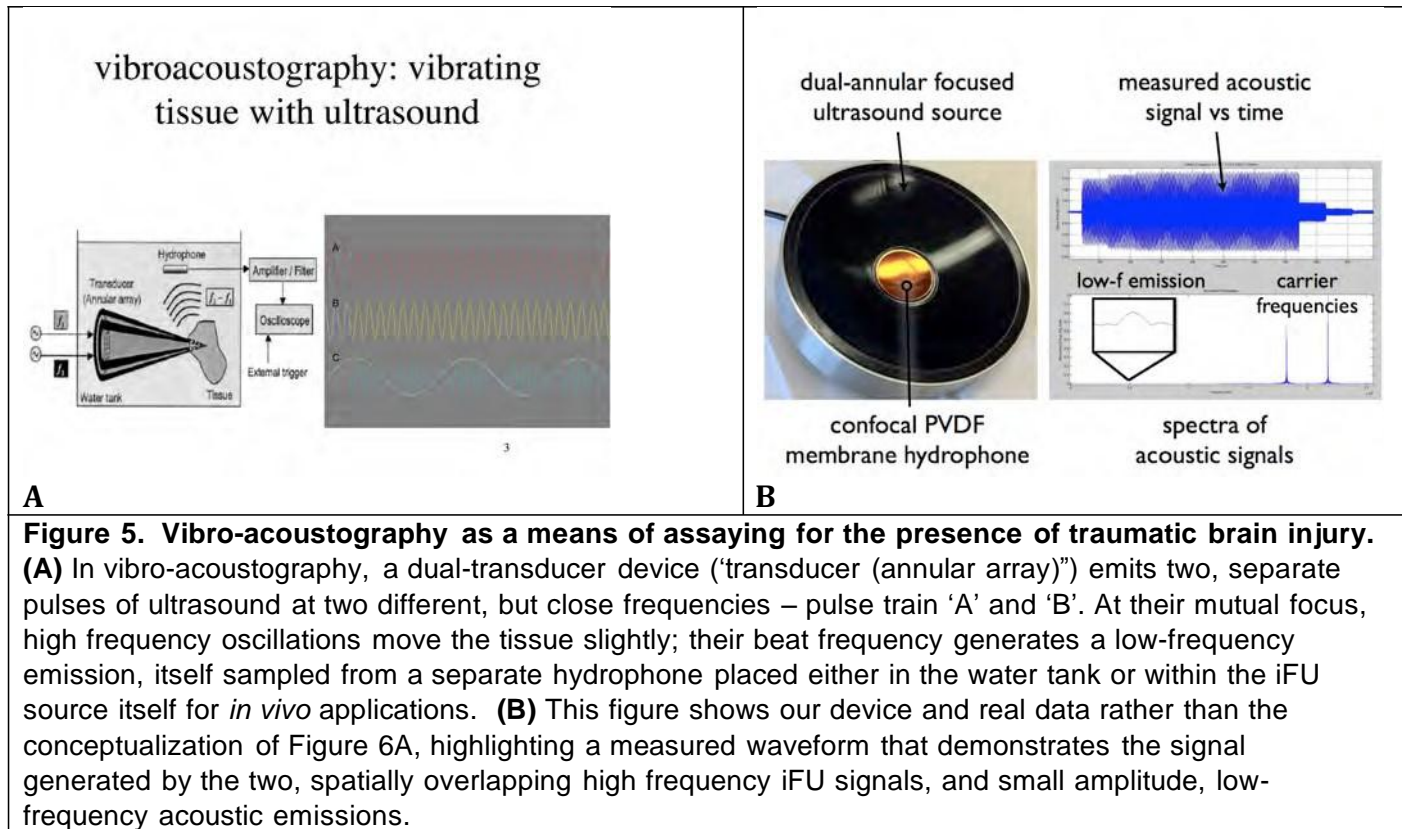 vibroacoustography: vibrating
tissue with ultrasound
Hydrophone
Transducer
(Annular array)
Amplifier / Filter
Oscilloscope
External trigger
Tissue
Water tank
A
B
C
3
A
dual-annular focused
ultrasound source
measured acoustic
signal vs time
low-f emission
carrier
frequencies
confocal PVDF
membrane hydrophone
spectra of
acoustic signals
B
Figure 5. Vibro-acoustography as a means of assaying for the presence of traumatic brain injury.
(A) In vibro-acoustography, a dual-transducer device (‘transducer (annular array)”) emits two, separate
pulses of ultrasound at two different, but close frequencies – pulse train ‘A’ and ‘B’. At their mutual focus,
high frequency oscillations move the tissue slightly; their beat frequency generates a low-frequency
emission, itself sampled from a separate hydrophone placed either in the water tank or within the iFU
source itself for in vivo applications. (B) This figure shows our device and real data rather than the
conceptualization of Figure 6A, highlighting a measured waveform that demonstrates the signal
generated by the two, spatially overlapping high frequency iFU signals, and small amplitude, low-
frequency acoustic emissions.